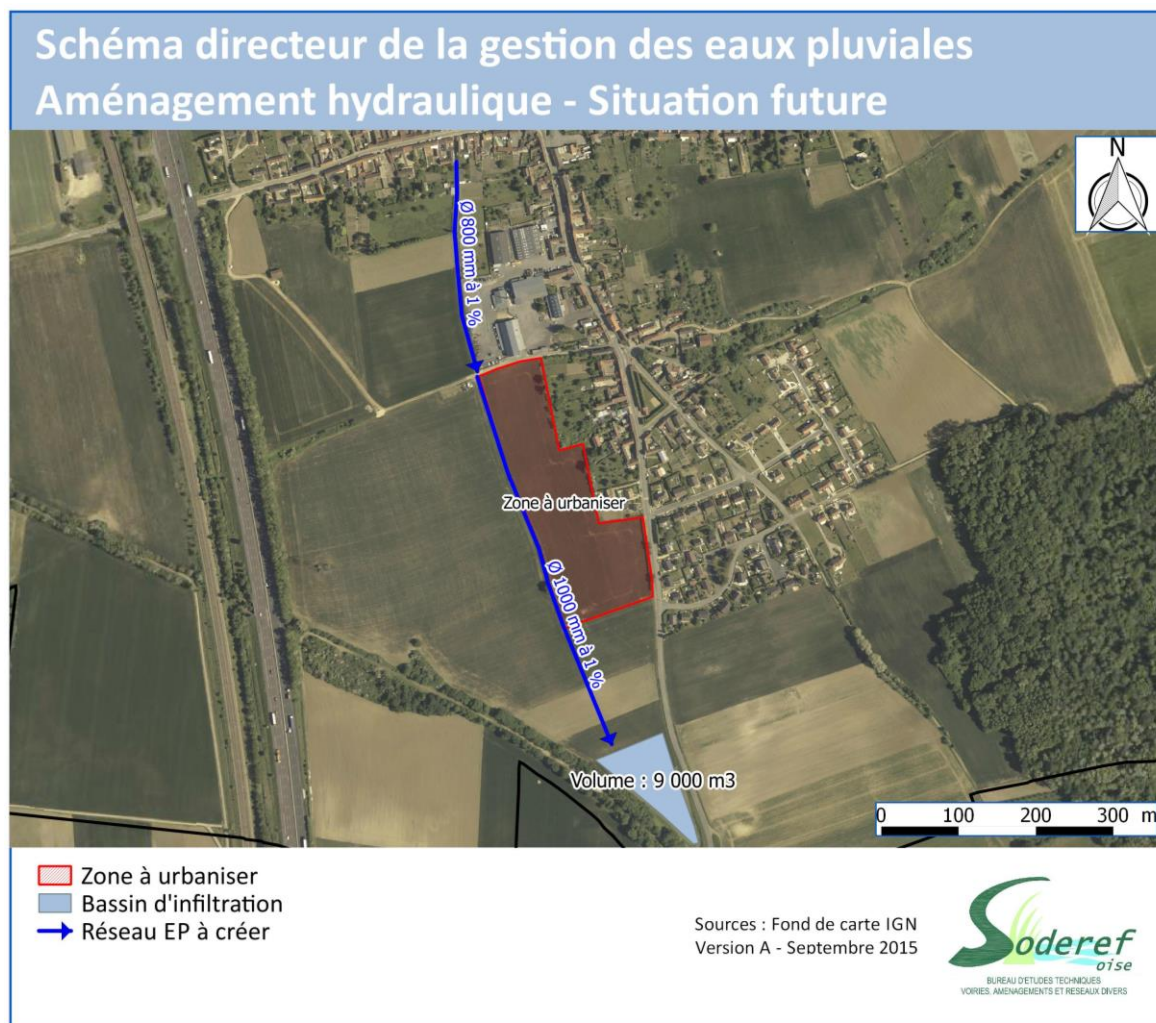 Schéma directeur de la gestion des eaux pluviales
Aménagement hydraulique - Situation future
N
Ø 800 mm à 1 %
Zone à urbaniser
Ø 1000 mm à 1 %
Volume : 9 000 m3
0 100 200 300 m
Zone à urbaniser
Bassin d'infiltration
Réseau EP à créer
Sources : Fond de carte IGN
Version A - Septembre 2015
Soderef
oise
BUREAU D'ETUDES TECHNIQUES
VOIRIES, AMENAGEMENTS ET RESEAUX DIVERS